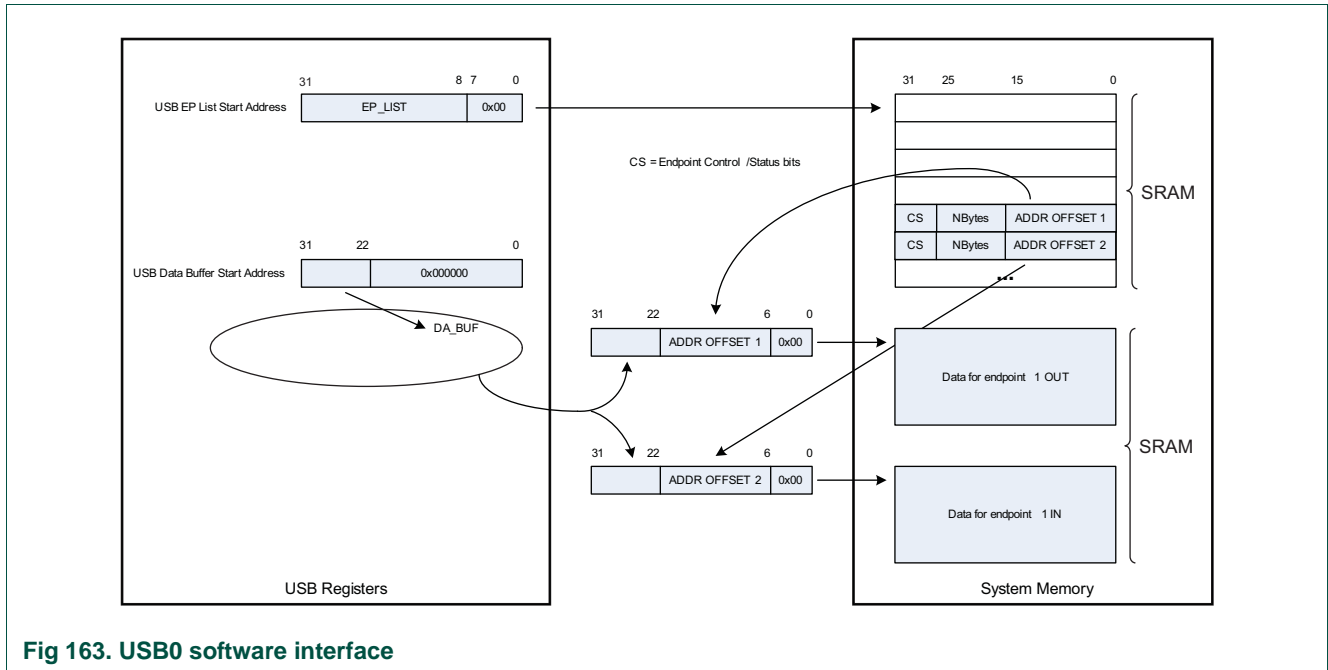 31 8 7 0
USB EP List Start Address EP_LIST 0x00
31 25 15 0
CS = Endpoint Control /Status bits
SRAM
CS NBytes ADDR OFFSET 1
CS NBytes ADDR OFFSET 2
...
31 22 0
USB Data Buffer Start Address 0x000000
DA_BUF
31 22 6 0
ADDR OFFSET 1 0x00
Data for endpoint 1 OUT
SRAM
31 22 6 0
ADDR OFFSET 2 0x00
Data for endpoint 1 IN
USB Registers
System Memory
Fig 163. USB0 software interface